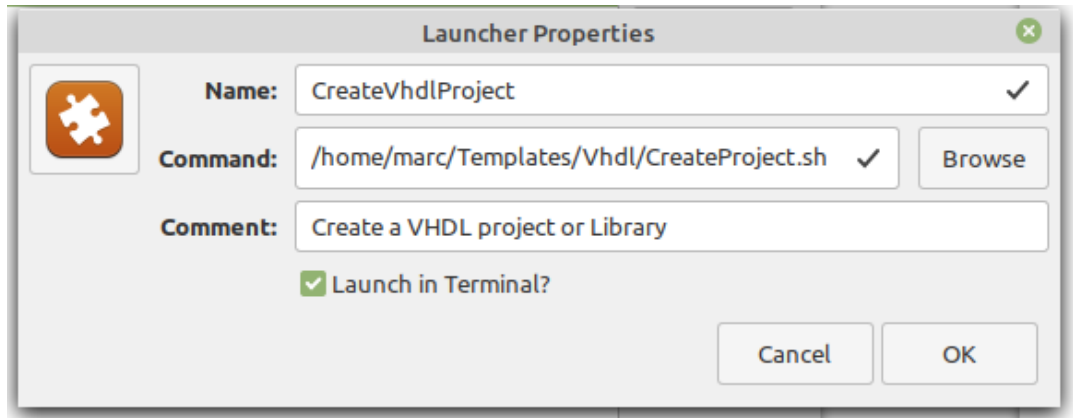 Launcher Properties
Name: CreateVhdlProject
Command: /home/marc/Templates/Vhdl/CreateProject.sh Browse
Comment: Create a VHDL project or Library
Launch in Terminal?
Cancel OK